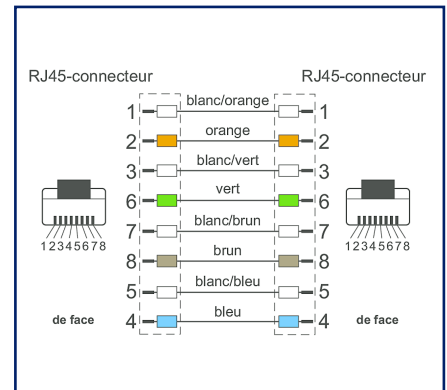 RJ45-connecteur RJ45-connecteur
blanc/orange
1 1
orange
2 2
blanc/vert
3 3
vert
6 6
blanc/brun
7 7
brun
8 8
blanc/bleu
5 5
bleu
4 4
12345678 12345678
de face de face